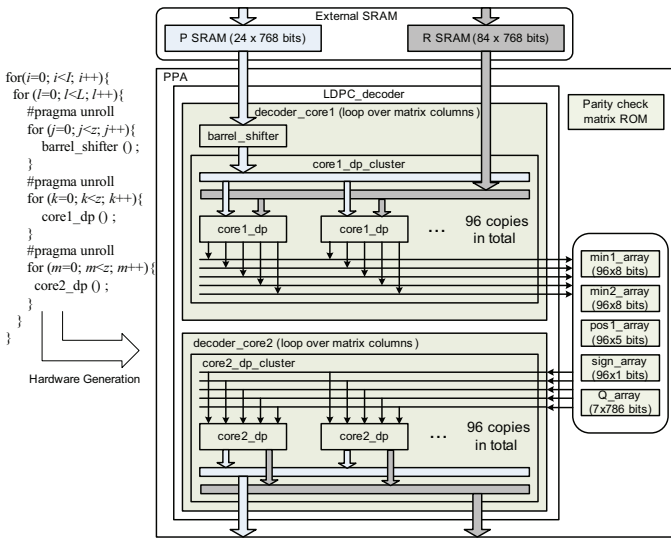 External SRAM
P SRAM (24 x 768 bits)
R SRAM (84 x 768 bits)
for(i=0; i<I; i++){
for (l=0; l<L; l++){
#pragma unroll
for (j=0; j<z; j++){
barrel_shifter () ;
}
#pragma unroll
for (k=0; k<z; k++){
core1_dp () ;
}
#pragma unroll
for (m=0; m<z; m++){
core2_dp () ;
}
}
}
Hardware Generation
PPA
LDPC_decoder
decoder_core1 (loop over matrix columns)
barrel_shifter
core1_dp_cluster
core1_dp
core1_dp
...
96 copies
in total
Parity check
matrix ROM
min1_array
(96x8 bits)
min2_array
(96x8 bits)
pos1_array
(96x5 bits)
sign_array
(96x1 bits)
Q_array
(7x786 bits)
decoder_core2 (loop over matrix columns)
core2_dp_cluster
core2_dp
core2_dp
...
96 copies
in total